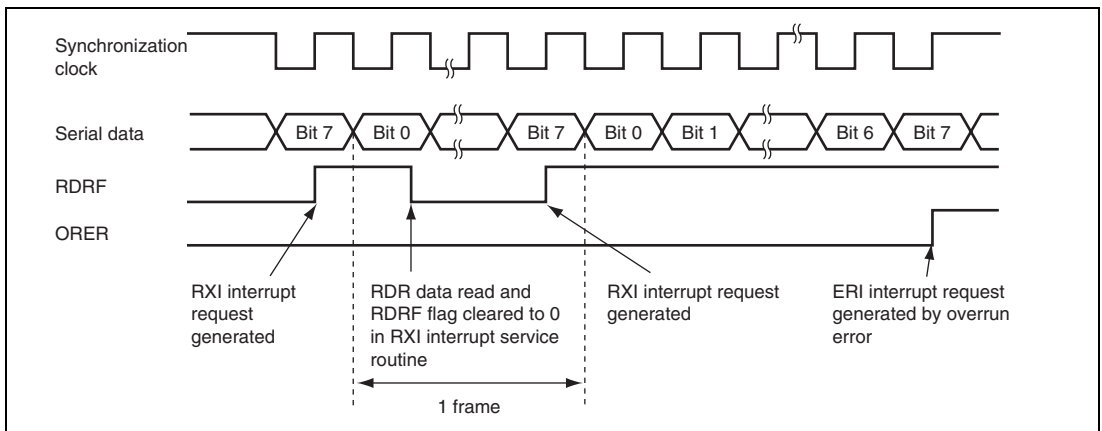 Synchronization
clock
Serial data
Bit 7
Bit 0
Bit 7
Bit 0
Bit 1
Bit 6
Bit 7
RDRF
ORER
RXI interrupt
request
generated
RDR data read and
RDRF flag cleared to 0
in RXI interrupt service
routine
RXI interrupt request
generated
ERI interrupt request
generated by overrun
error
1 frame